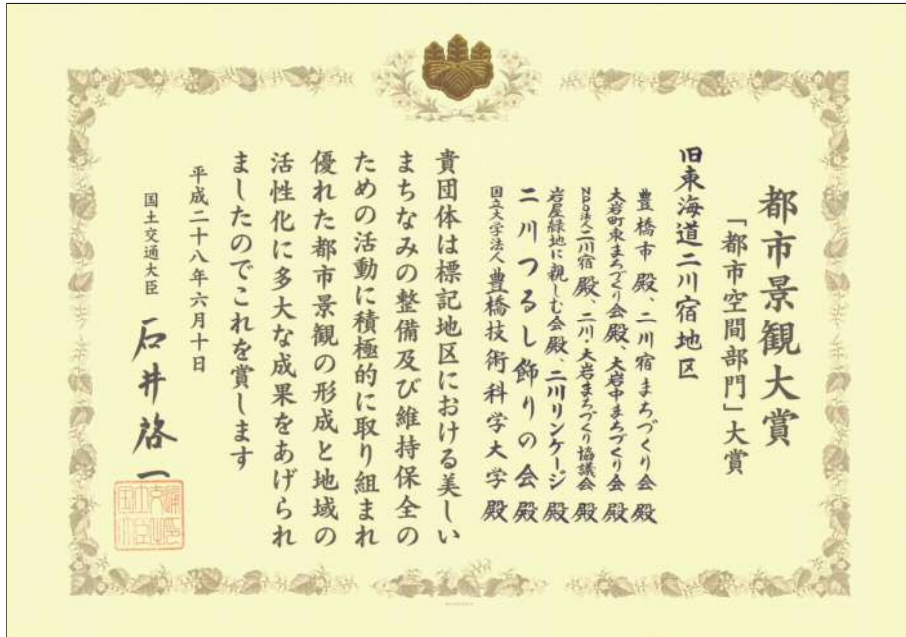 都市景観大賞
「都市空間部門」大賞
旧東海道二川宿地区
豊橋市 殿、二川宿まちづくり会 殿
大岩町東まちづくり会 殿、大岩中まちづくり会 殿
NPO法人二川宿 殿、二川・大岩まちづくり協議会 殿
岩屋緑地に親しむ会 殿、二川リンケージ 殿
二川つるし飾りの会 殿
国立大学法人 豊橋技術科学大学 殿
貴団体は標記地区における美しい
まちなみの整備及び維持保全の
ための活動に積極的に取り組まれ
優れた都市景観の形成と地域の
活性化に多大な成果をあげられ
ましたのでこれを賞します
平成二十八年六月十日
国土交通大臣 石井啓一